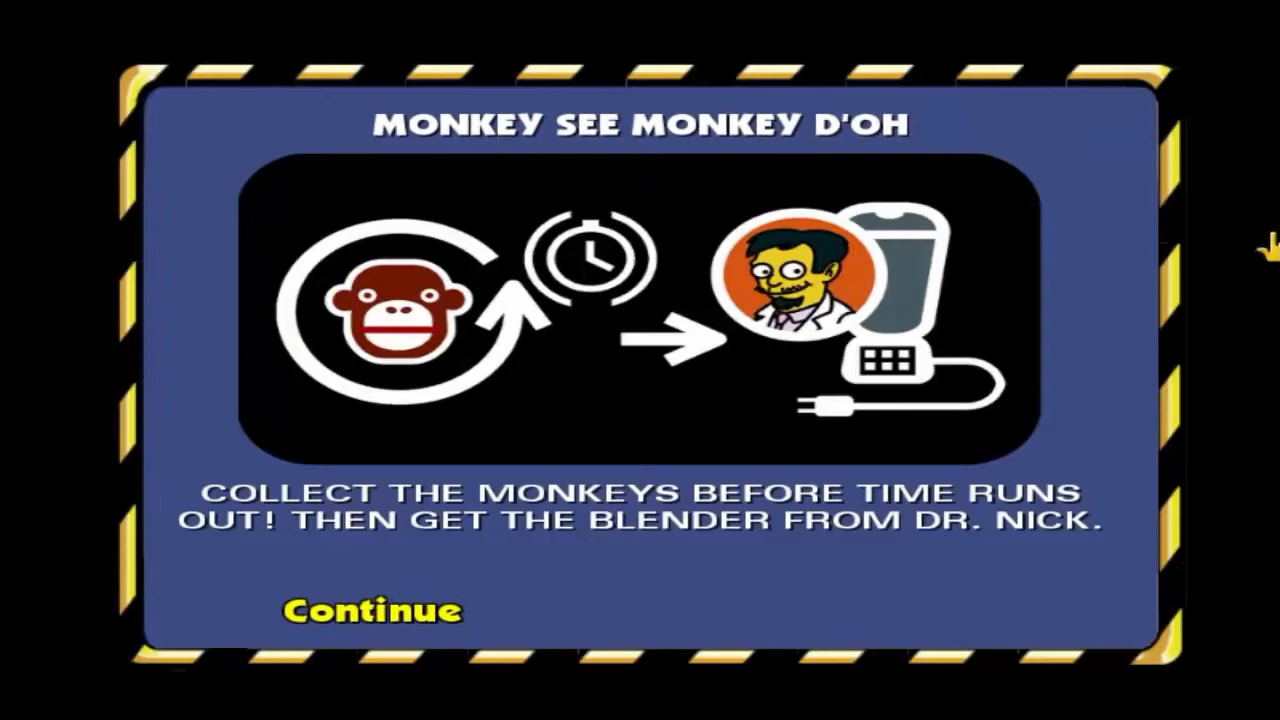 MONKEY SEE MONKEY D'OH
COLLECT THE MONKEYS BEFORE TIME RUNS
OUT! THEN GET THE BLENDER FROM DR. NICK.
Continue